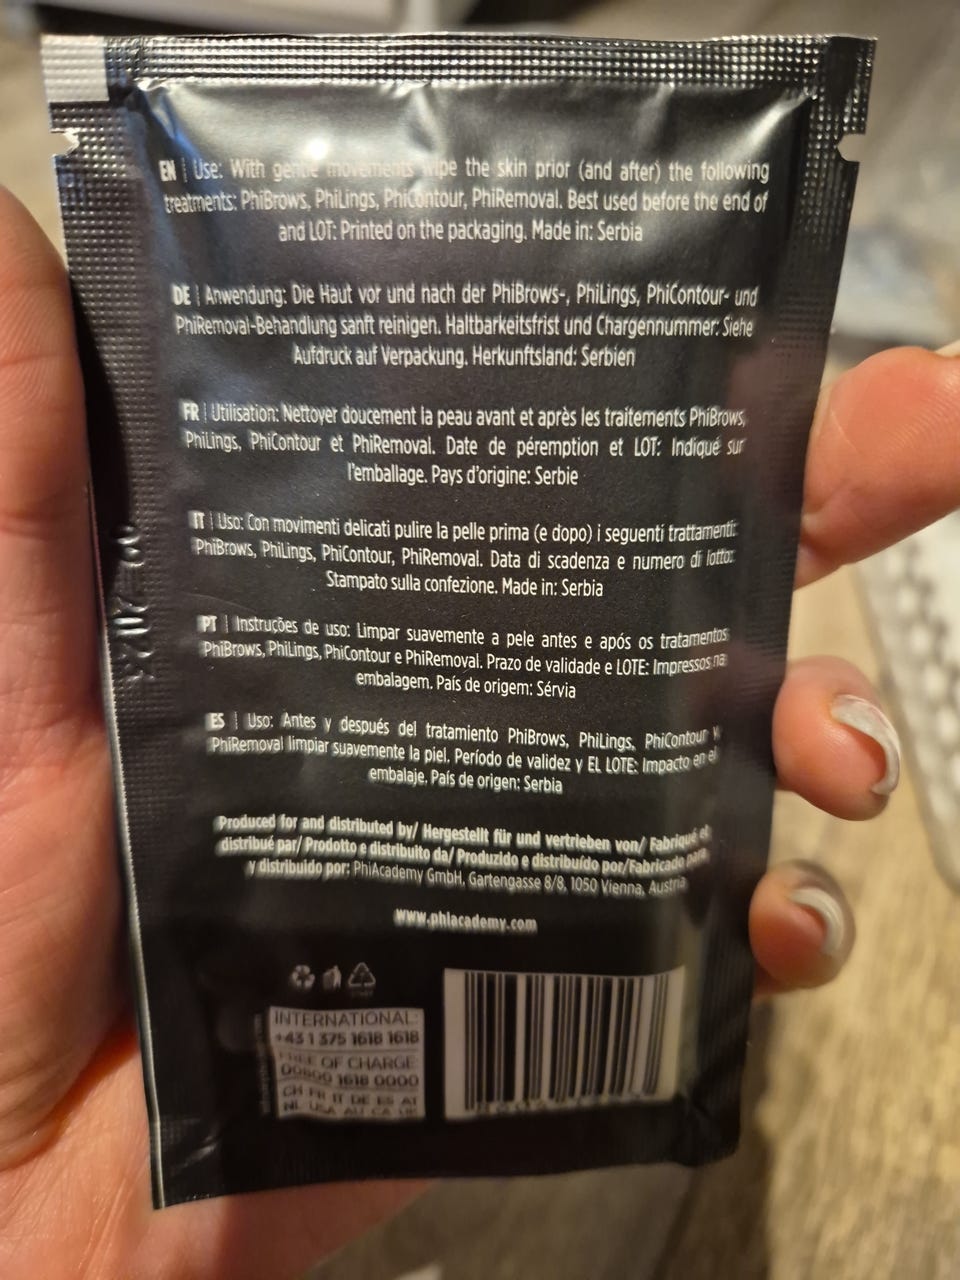 EN | Use: With gentle movements wipe the skin prior (and after) the following
treatments: PhiBrows, PhiLings, PhiContour, PhiRemoval. Best used before the end of
and LOT: Printed on the packaging. Made in: Serbia
DE | Anwendung: Die Haut vor und nach der PhiBrows-, PhiLings, PhiContour- und
PhiRemoval-Behandlung sanft reinigen. Haltbarkeitsfrist und Chargennummer: Siehe
Aufdruck auf Verpackung. Herkunftsland: Serbien
FR | Utilisation: Nettoyer doucement la peau avant et après les traitements PhiBrows,
PhiLings, PhiContour et PhiRemoval. Date de péremption et LOT: Indiqué sur
l'emballage. Pays d'origine: Serbie
IT | Uso: Con movimenti delicati pulire la pelle prima (e dopo) i seguenti trattamenti:
PhiBrows, PhiLings, PhiContour, PhiRemoval. Data di scadenza e numero di lotto:
Stampato sulla confezione. Made in: Serbia
PT | Instruções de uso: Limpar suavemente a pele antes e após os tratamentos
PhiBrows, PhiLings, PhiContour e PhiRemoval. Prazo de validade e LOTE: Impressos na
embalagem. País de origem: Sérvia
ES | Uso: Antes y después del tratamiento PhiBrows, PhiLings, PhiContour y
PhiRemoval limpiar suavemente la piel. Período de validez y EL LOTE: Impacto en el
embalaje. País de origen: Serbia
Produced for and distributed by/ Hergestellt für und vertrieben von/ Fabriqué et
distribué par/ Prodotto e distribuito da/ Produzido e distribuído por/Fabricado para
y distribuido por: PhiAcademy GmbH, Gartengasse 8/8, 1050 Vienna, Austria
www.phiacademy.com
INTERNATIONAL:
+43 1 375 1618 1618
FREE OF CHARGE
00800 1618 0000
CH FR IT DE ES AT
NL USA AU CA UK